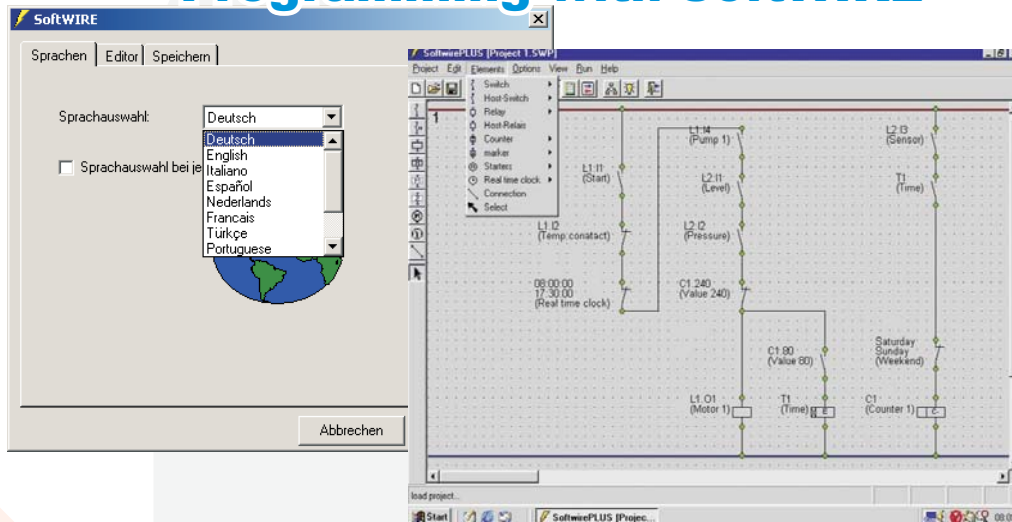 Programming with SoftWIRE
SoftWIRE
Sprachen Editor Speichern
Sprachauswahl: Deutsch
Deutsch
English
Sprachauswahl bei je
Italiano
Español
Nederlands
Francais
Türkçe
Portuguese
Abbrechen
SoftwirePLUS [Project 1.SWP]
Project Edit Elements Options View Run Help
Switch
Host-Switch
Relay
Host-Relais
Counter
marker
Starters
Real time clock
Connection
Select
1
L1.I1
(Start)
L1.I2
(Temp.conatact)
08:00:00
17.30:00
(Real time clock)
L1.I4
(Pump 1)
L2.I1
(Level)
L2.I2
(Pressure)
C1.240
(Value 240)
L2.I3
(Sensor)
T1
(Time)
C1.80
(Value 80)
Saturday
Sunday
(Weekend)
L1.O1
(Motor 1)
T1
(Time)
E
C1
(Counter 1)
C
load project...
Start
SoftwirePLUS [Projec...